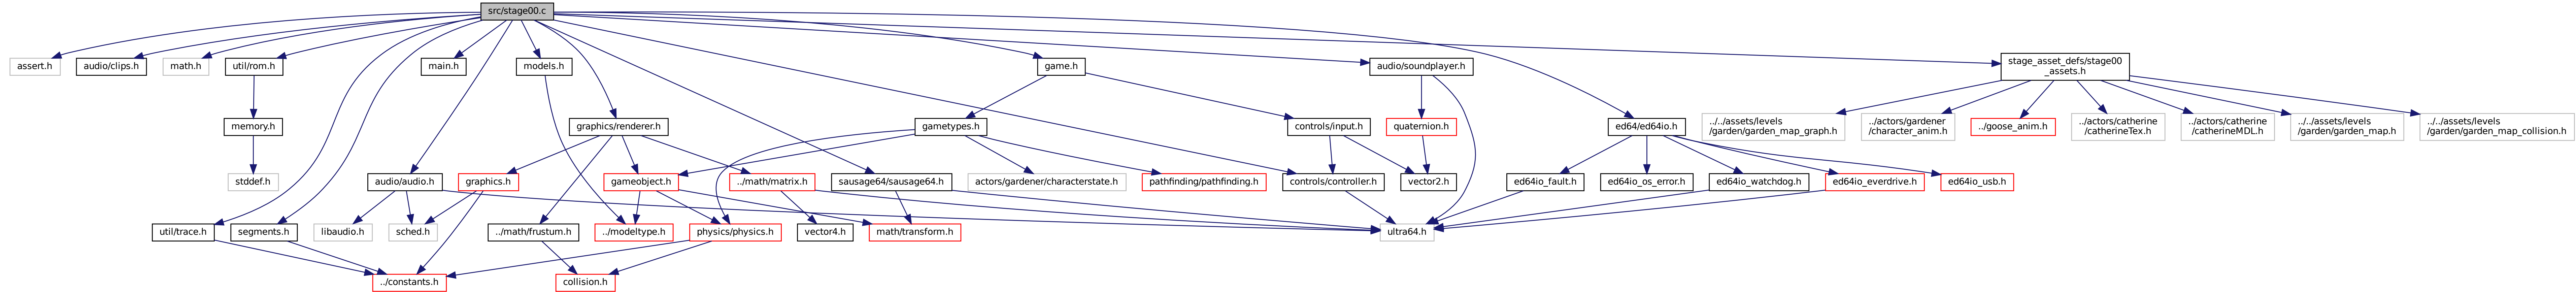 src/stage00.c
assert.h
audio/clips.h
math.h
util/rom.h
main.h
models.h
game.h
audio/soundplayer.h
stage_asset_defs/stage00
_assets.h
memory.h
graphics/renderer.h
gametypes.h
controls/input.h
quaternion.h
ed64/ed64io.h
../../assets/levels
/garden/garden_map_graph.h
../actors/gardener
/character_anim.h
../goose_anim.h
../actors/catherine
/catherineTex.h
../actors/catherine
/catherineMDL.h
../../assets/levels
/garden/garden_map.h
../../assets/levels
/garden/garden_map_collision.h
stddef.h
audio/audio.h
graphics.h
gameobject.h
../math/matrix.h
sausage64/sausage64.h
actors/gardener/characterstate.h
pathfinding/pathfinding.h
controls/controller.h
vector2.h
ed64io_fault.h
ed64io_os_error.h
ed64io_watchdog.h
ed64io_everdrive.h
ed64io_usb.h
util/trace.h
segments.h
libaudio.h
sched.h
../math/frustum.h
../modeltype.h
physics/physics.h
vector4.h
math/transform.h
ultra64.h
../constants.h
collision.h